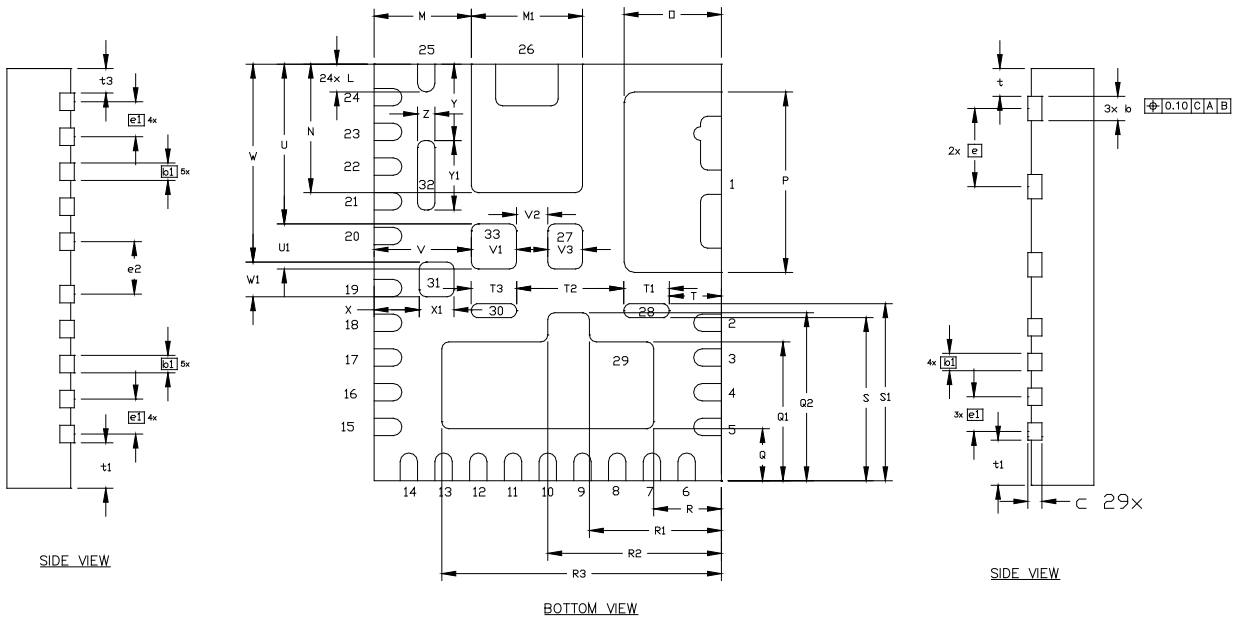 M
M1
O
25
26
24x L
24
23
22
21
20
19
18
17
16
15
Z
Y
Y1
32
N
U
W
U1
W1
V
33
V1
V2
27
V3
31
X
X1
T3
30
T2
T1
T
28
29
1
2
3
4
5
P
S
S1
Q
Q1
Q2
14
13
12
11
10
9
8
7
6
R
R1
R2
R3
BOTTOM VIEW
t3
e1 4x
b1 5x
e2
b1 5x
e1 4x
t1
SIDE VIEW
t
3x b
⌖ 0.10 C A B
2x e
4x b1
3x e1
t1
c 29x
SIDE VIEW